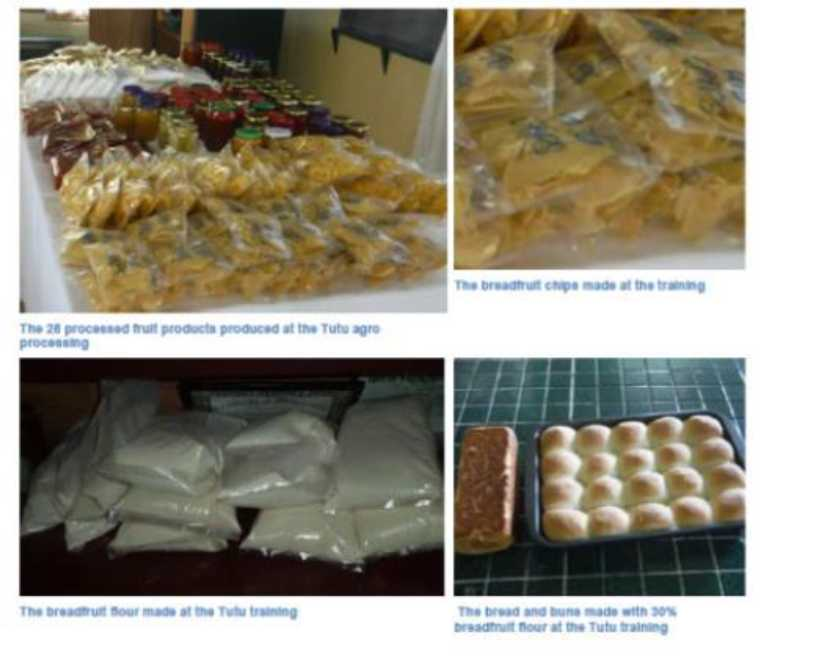 The breadfruit chips made at the training
The 26 processed fruit products produced at the Tutu agro
processing
The breadfruit flour made at the Tutu training
The bread and buns made with 30%
breadfruit flour at the Tutu training